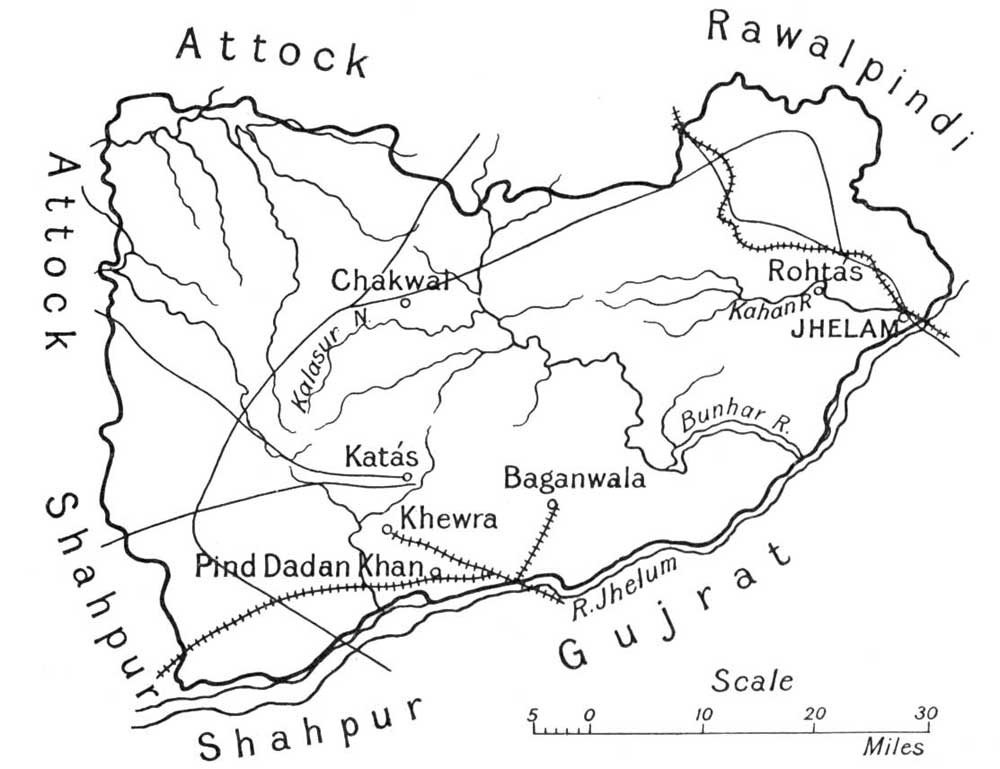 Attock
Rawalpindi
Attock
Chakwal
Rohtás
Kahan R
JHELAM
Kalasur N.
Bunhar R.
Katás
Baganwala
Khewra
Shahpur
Pind Dadan Khan
R. Jhelum
Gujrat
Shahpur
Scale
5 0 10 20 30
Miles